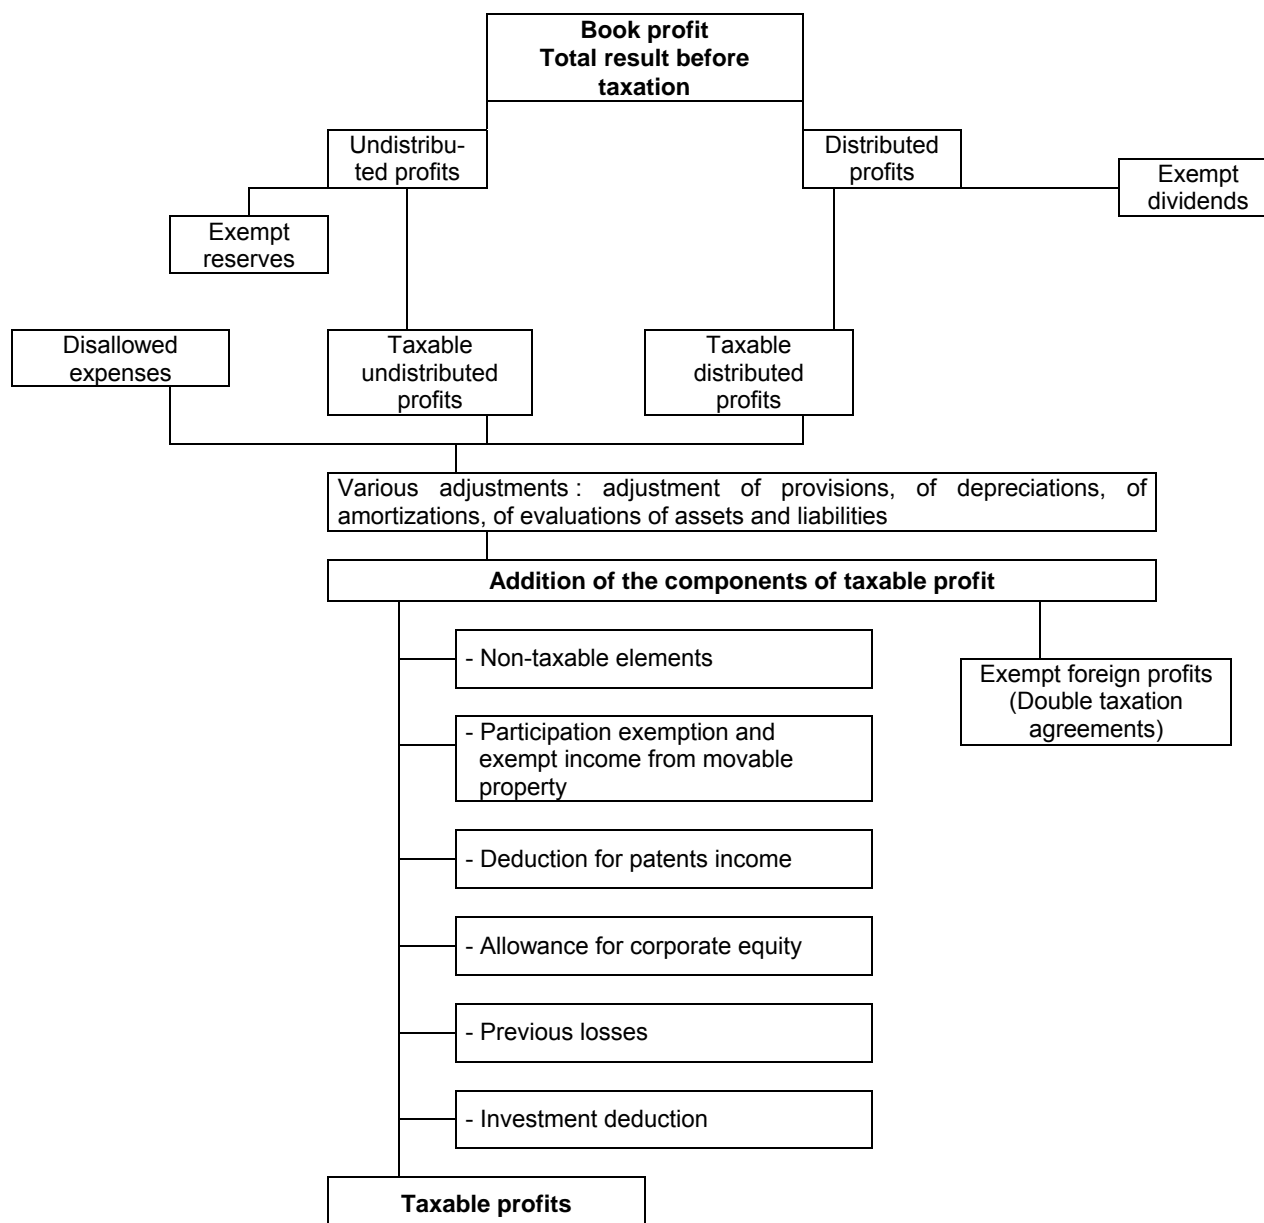 Book profit
Total result before
taxation
Undistribu-
ted profits
Distributed
profits
Exempt
dividends
Exempt
reserves
Disallowed
expenses
Taxable
undistributed
profits
Taxable
distributed
profits
Various adjustments : adjustment of provisions, of depreciations, of
amortizations, of evaluations of assets and liabilities
Addition of the components of taxable profit
- Non-taxable elements
Exempt foreign profits
(Double taxation
agreements)
- Participation exemption and
exempt income from movable
property
- Deduction for patents income
- Allowance for corporate equity
- Previous losses
- Investment deduction
Taxable profits